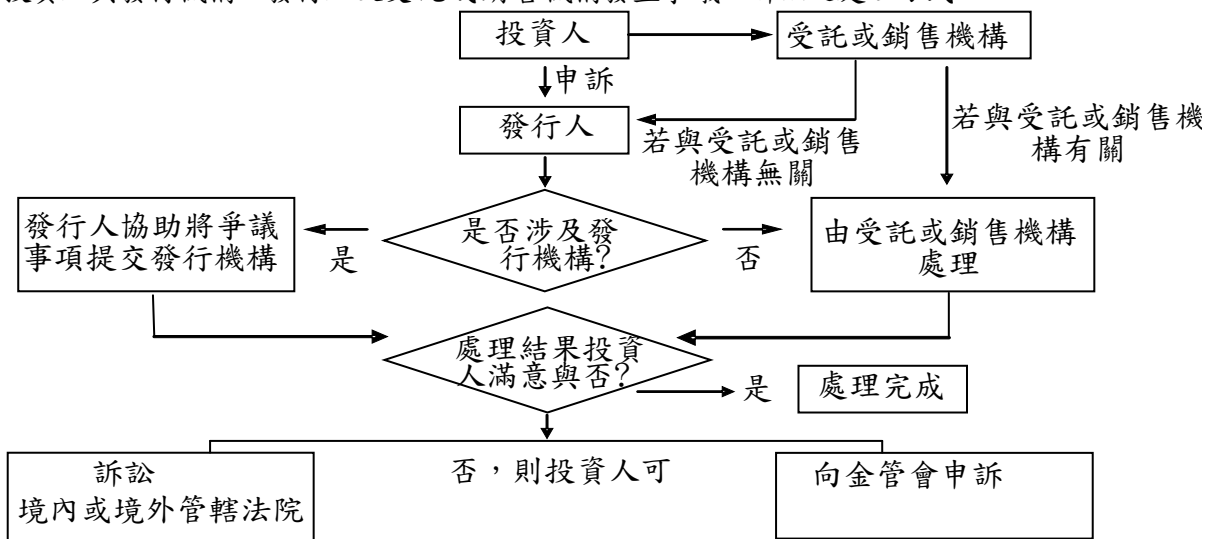 投資人
受託或銷售機構
申訴
發行人
若與受託或銷售
機構無關
若與受託或銷售機
構有關
發行人協助將爭議
事項提交發行機構
是
是否涉及發
行機構?
否
由受託或銷售機構
處理
處理結果投資
人滿意與否?
是
處理完成
訴訟
境內或境外管轄法院
否，則投資人可
向金管會申訴